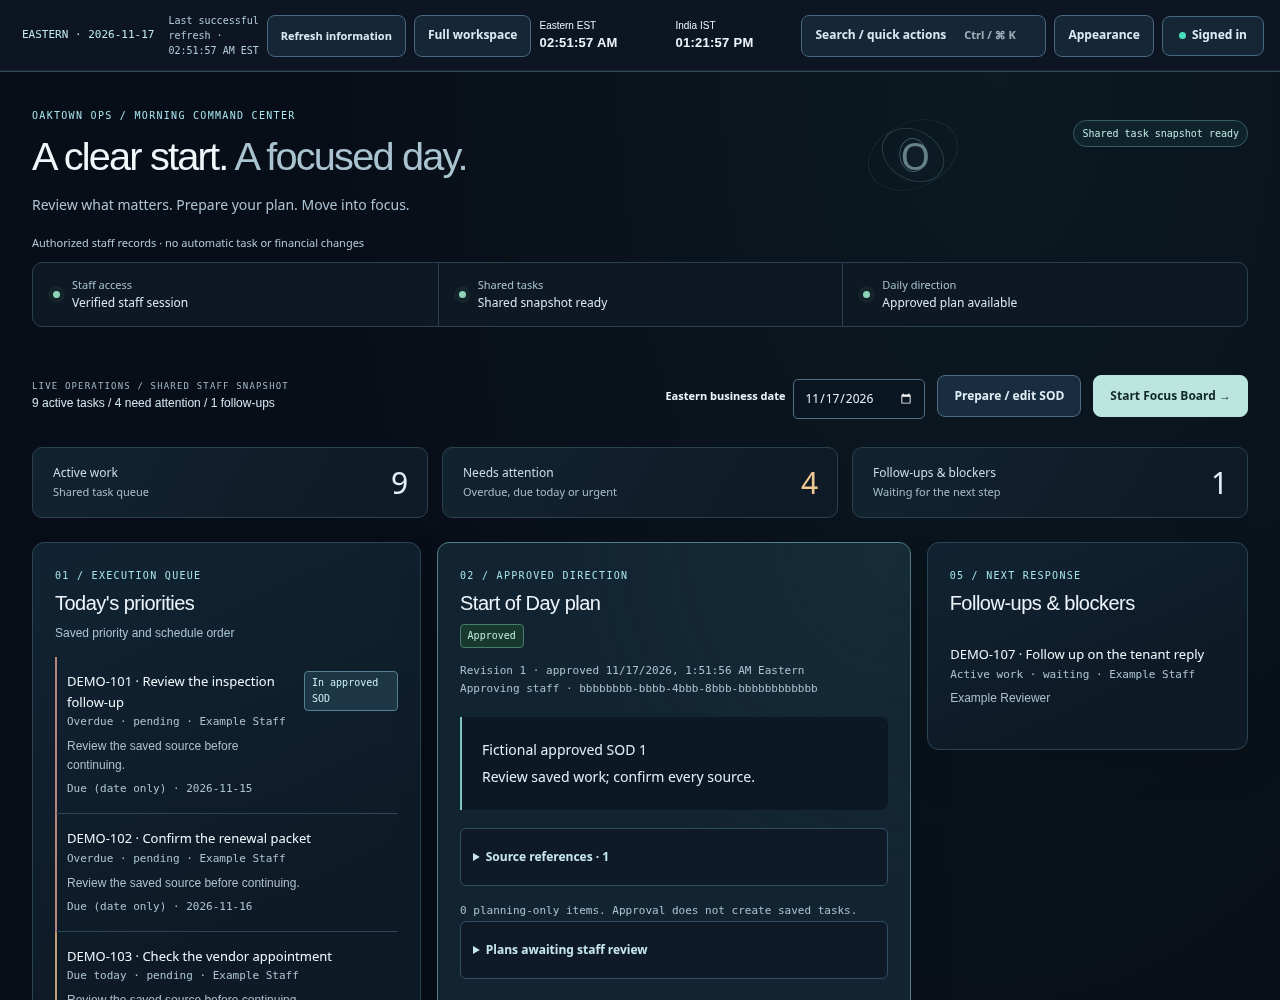 EASTERN · 2026-11-17
Last successful
refresh ·
02:51:57 AM EST
Refresh information
Full workspace
Eastern EST
02:51:57 AM
India IST
01:21:57 PM
Search / quick actions Ctrl / ⌘ K
Appearance
Signed in
OAKTOWN OPS / MORNING COMMAND CENTER
A clear start. A focused day.
O
Shared task snapshot ready
Review what matters. Prepare your plan. Move into focus.
Authorized staff records · no automatic task or financial changes
Staff access
Verified staff session
Shared tasks
Shared snapshot ready
Daily direction
Approved plan available
LIVE OPERATIONS / SHARED STAFF SNAPSHOT
9 active tasks / 4 need attention / 1 follow-ups
Eastern business date
11/17/2026
Prepare / edit SOD
Start Focus Board →
Active work
Shared task queue
9
Needs attention
Overdue, due today or urgent
4
Follow-ups & blockers
Waiting for the next step
1
01 / EXECUTION QUEUE
Today's priorities
Saved priority and schedule order
DEMO-101 · Review the inspection
follow-up
In approved
SOD
Overdue · pending · Example Staff
Review the saved source before
continuing.
Due (date only) · 2026-11-15
DEMO-102 · Confirm the renewal packet
Overdue · pending · Example Staff
Review the saved source before continuing.
Due (date only) · 2026-11-16
DEMO-103 · Check the vendor appointment
Due today · pending · Example Staff
Review the saved source before continuing.
02 / APPROVED DIRECTION
Start of Day plan
Approved
Revision 1 · approved 11/17/2026, 1:51:56 AM Eastern
Approving staff · bbbbbbbb-bbbb-4bbb-8bbb-bbbbbbbbbbbb
Fictional approved SOD 1
Review saved work; confirm every source.
Source references · 1
0 planning-only items. Approval does not create saved tasks.
Plans awaiting staff review
05 / NEXT RESPONSE
Follow-ups & blockers
DEMO-107 · Follow up on the tenant reply
Active work · waiting · Example Staff
Example Reviewer